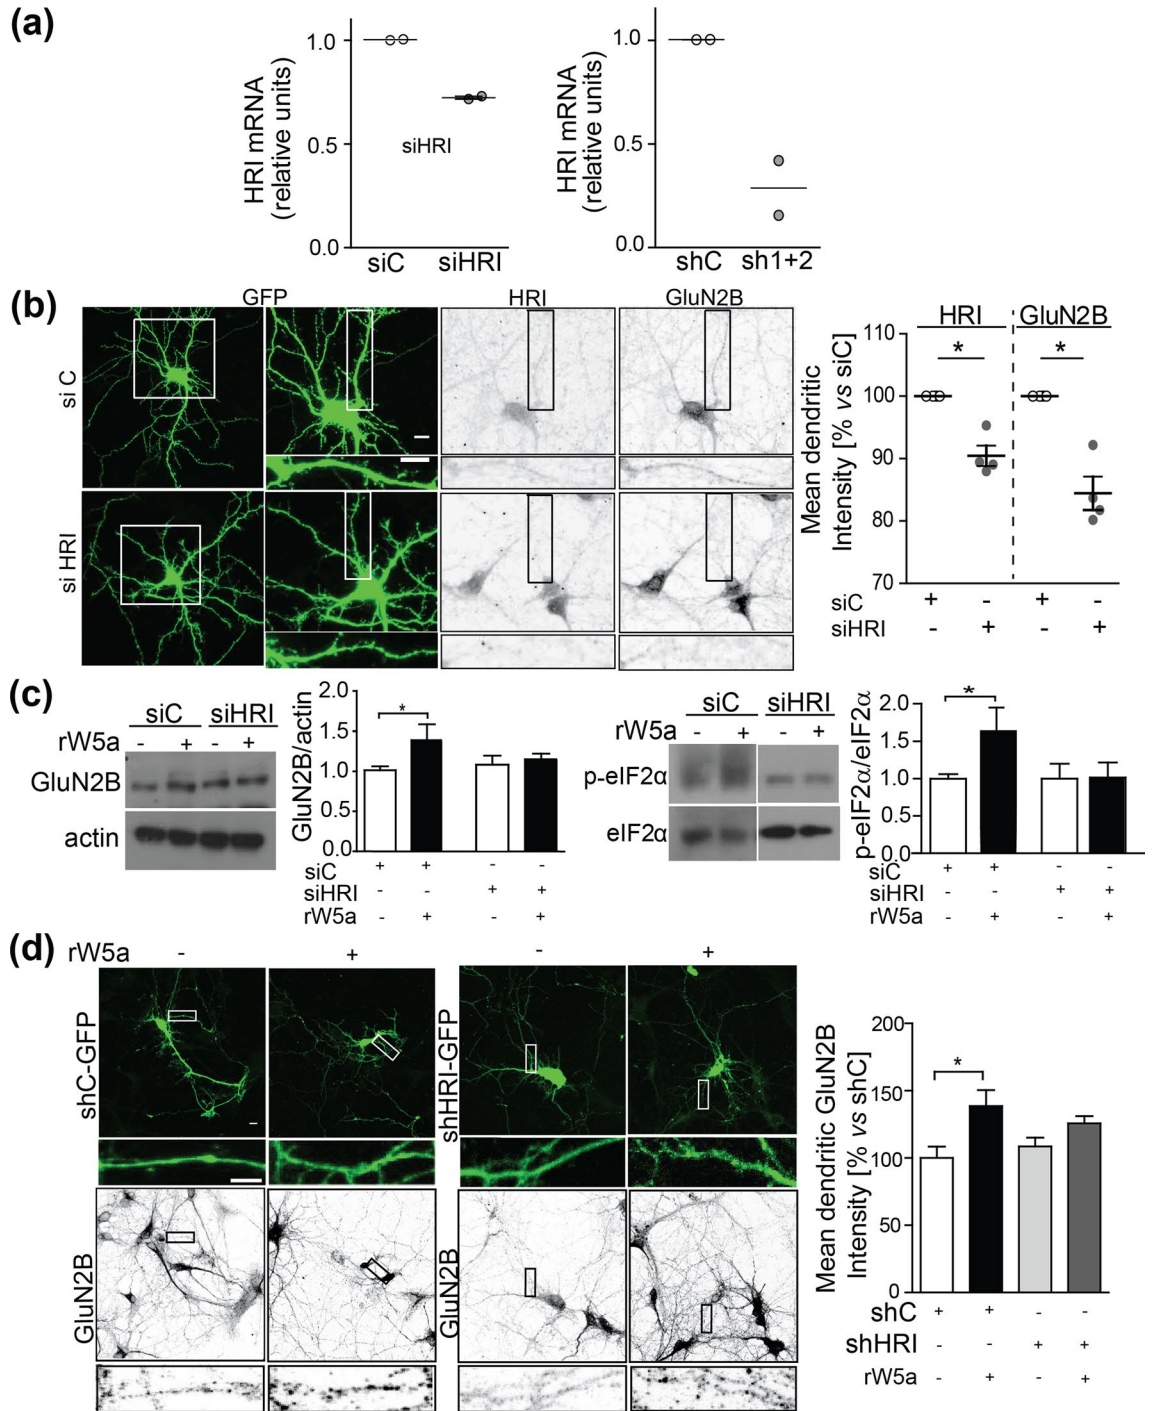 (a)
HRI mRNA
(relative units)
1.0
0.5
0.0
siHRI
siC siHRI
HRI mRNA
(relative units)
1.0
0.5
0.0
shC sh1+2
(b)
GFP HRI GluN2B
si C
si HRI
Mean dendritic
Intensity [% vs siC]
HRI GluN2B
* *
110
100
90
80
70
siC + - + -
siHRI - + - +
(c)
siC siHRI
rW5a - + - +
GluN2B
actin
GluN2B/actin
2.0
1.5
1.0
0.5
0.0
*
siC + + - -
siHRI - - + +
rW5a - + - +
siC siHRI
rW5a - + - +
p-eIF2α
eIF2α
p-eIF2α/eIF2α
2.0
1.5
1.0
0.5
0.0
*
siC + + - -
siHRI - - + +
rW5a - + - +
(d)
rW5a - + - +
shC-GFP
shHRI-GFP
GluN2B
GluN2B
Mean dendritic GluN2B
Intensity [% vs shC]
200
150
100
50
0
*
shC + + - -
shHRI - - + +
rW5a - + - +